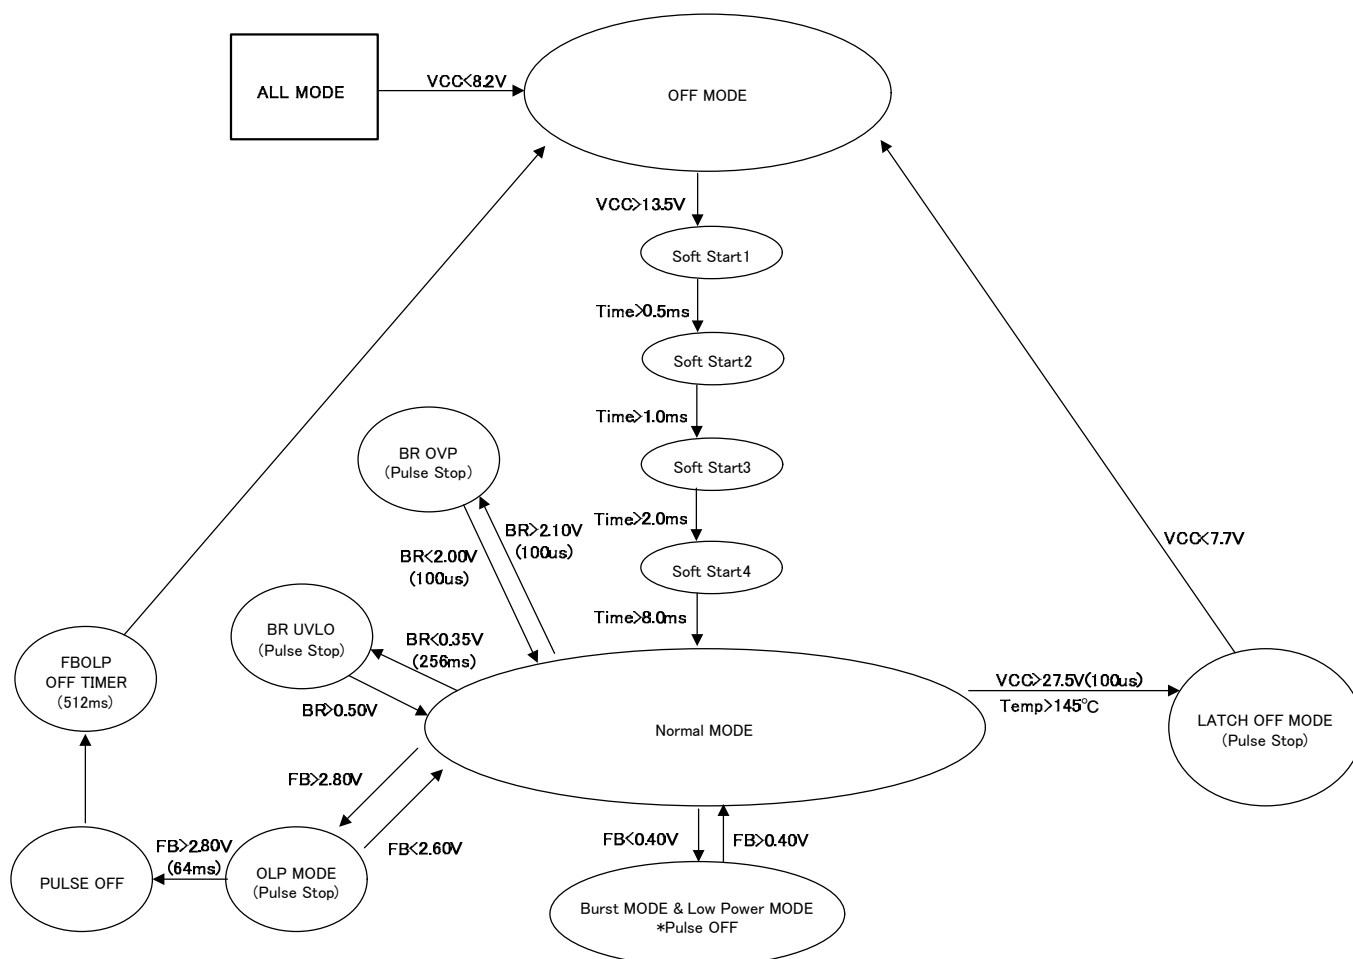 ALL MODE
VCC<8.2V
OFF MODE
VCC>13.5V
Soft Start1
Time>0.5ms
Soft Start2
Time>1.0ms
Soft Start3
Time>2.0ms
Soft Start4
Time>8.0ms
BR OVP
(Pulse Stop)
BR>2.10V
(100us)
BR<2.00V
(100us)
VCC<7.7V
BR UVLO
(Pulse Stop)
BR<0.35V
(256ms)
BR>0.50V
FBOLP
OFF TIMER
(512ms)
Normal MODE
VCC>27.5V(100us)
Temp>145℃
LATCH OFF MODE
(Pulse Stop)
FB>2.80V
FB<2.60V
FB<0.40V
FB>0.40V
FB>2.80V
(64ms)
PULSE OFF
OLP MODE
(Pulse Stop)
Burst MODE & Low Power MODE
*Pulse OFF